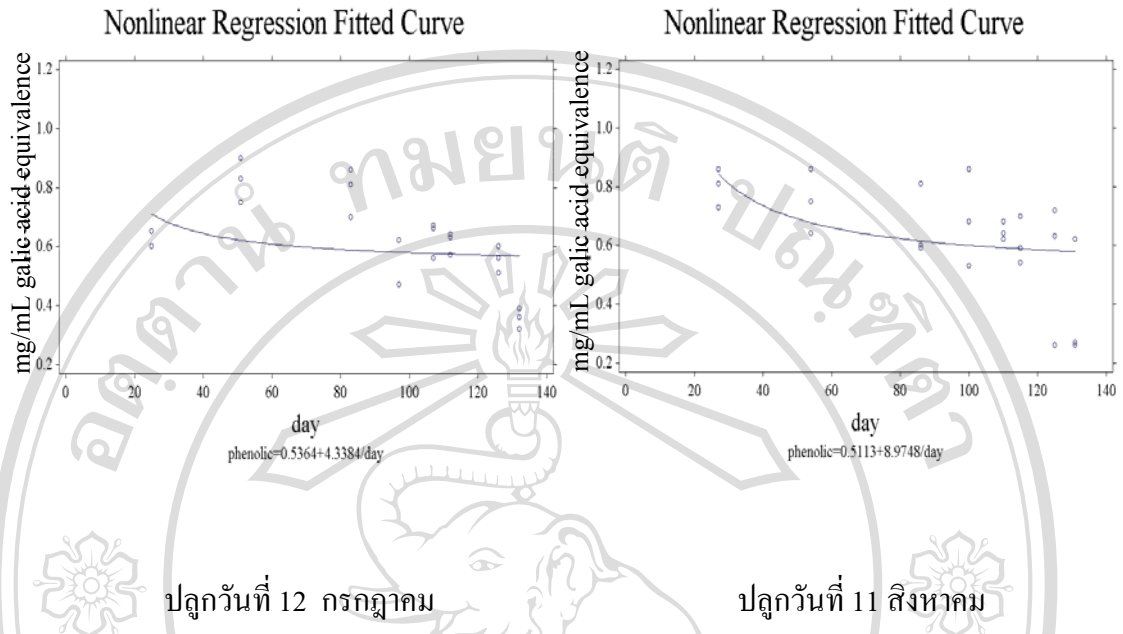 Nonlinear Regression Fitted Curve
mg/mL galic acid equivalence
1.2
1.0
0.8
0.6
0.4
0.2
0 20 40 60 80 100 120 140
day
phenolic=0.5364+4.3384/day
ปลูกวันที่ 12 กรกฎาคม
Nonlinear Regression Fitted Curve
mg/mL galic acid equivalence
1.2
1.0
0.8
0.6
0.4
0.2
0 20 40 60 80 100 120 140
day
phenolic=0.5113+8.9748/day
ปลูกวันที่ 11 สิงหาคม